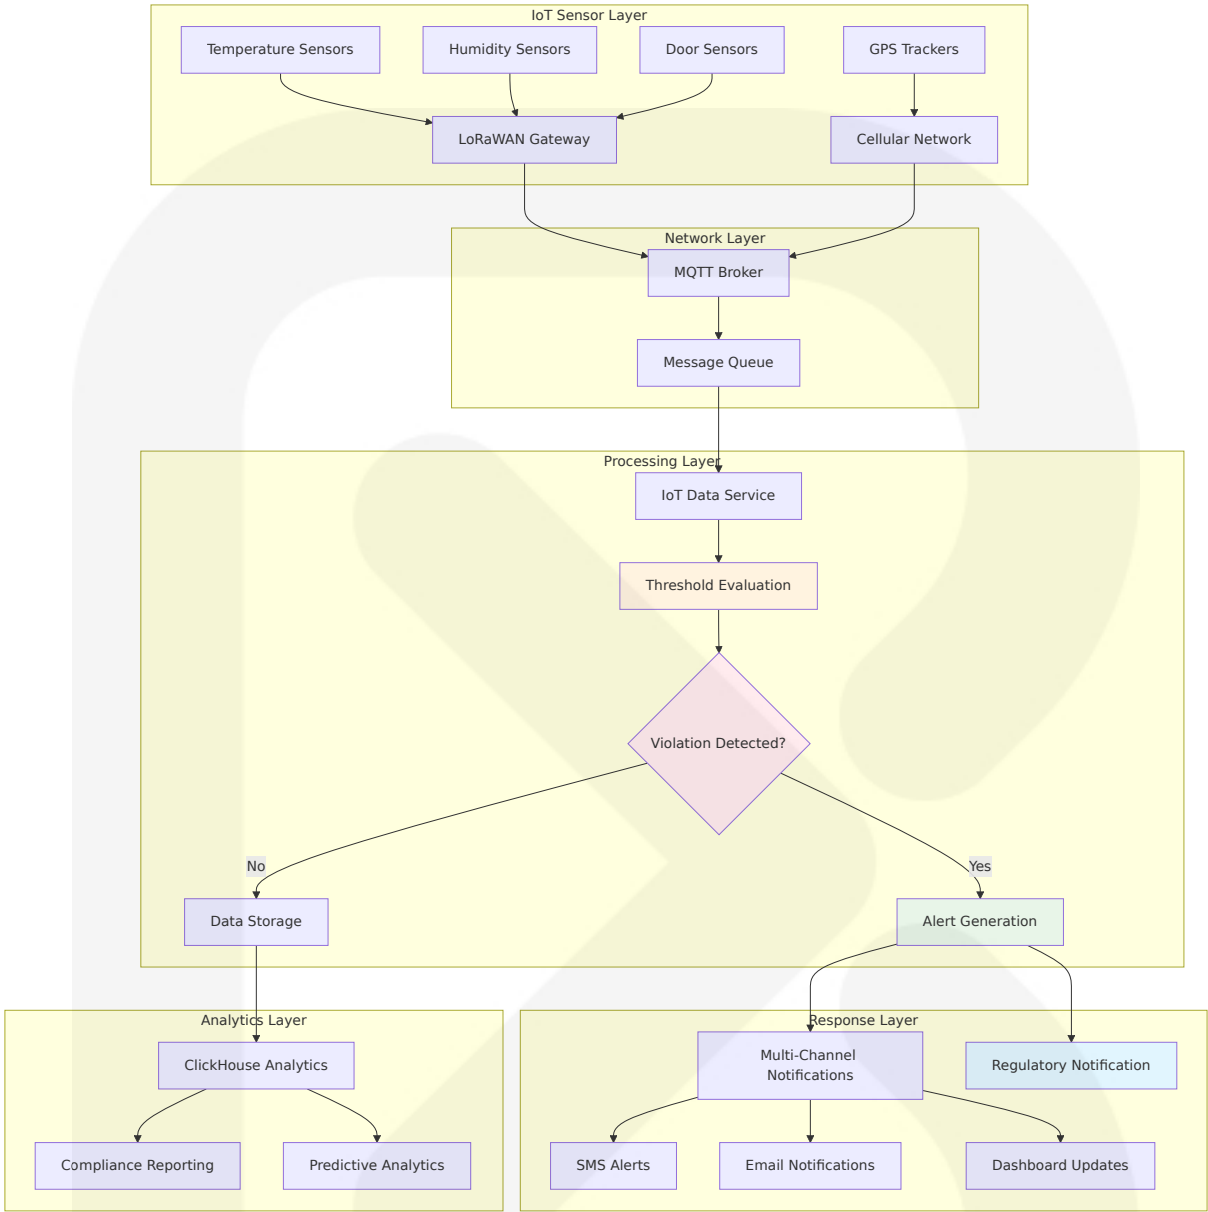 IoT Sensor Layer
Temperature Sensors
Humidity Sensors
Door Sensors
GPS Trackers
LoRaWAN Gateway
Cellular Network
Network Layer
MQTT Broker
Message Queue
Processing Layer
IoT Data Service
Threshold Evaluation
Violation Detected?
No
Yes
Data Storage
Alert Generation
Analytics Layer
ClickHouse Analytics
Compliance Reporting
Predictive Analytics
Response Layer
Multi-Channel
Notifications
Regulatory Notification
SMS Alerts
Email Notifications
Dashboard Updates